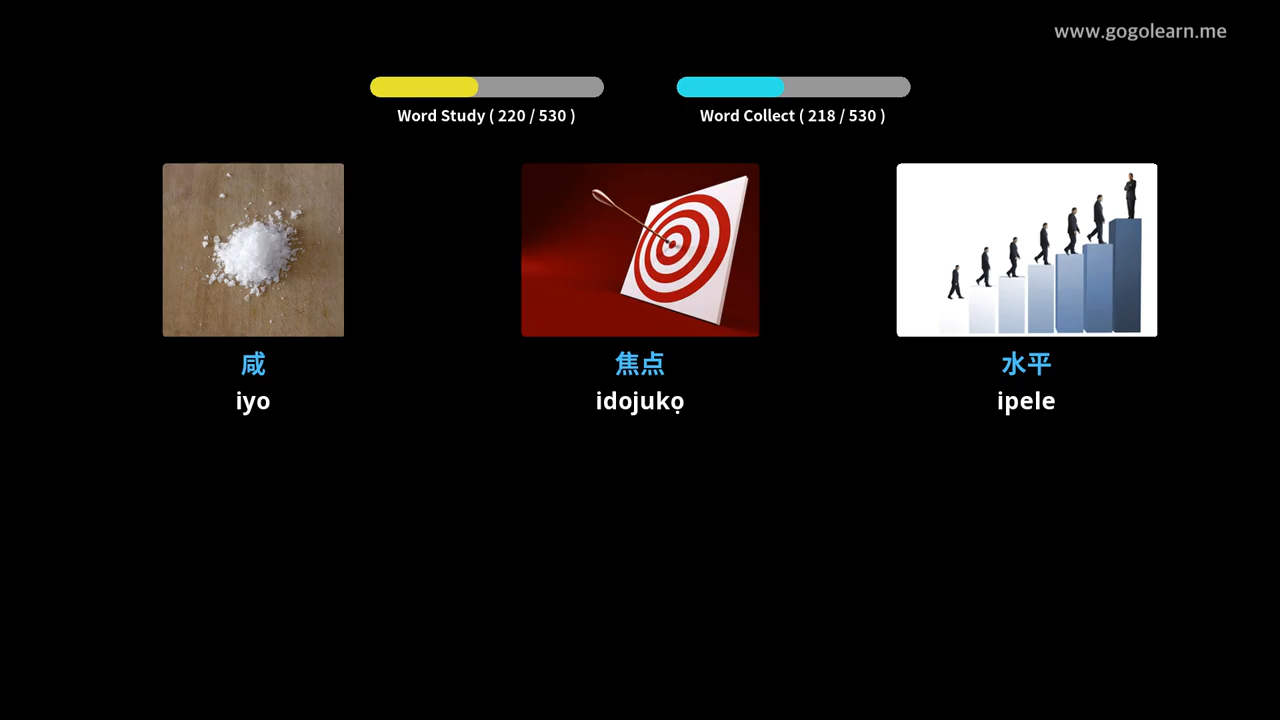 www.gogolearn.me
Word Study ( 220 / 530 )
Word Collect ( 218 / 530 )
咸
焦点
水平
iyo
idojukọ
ipele